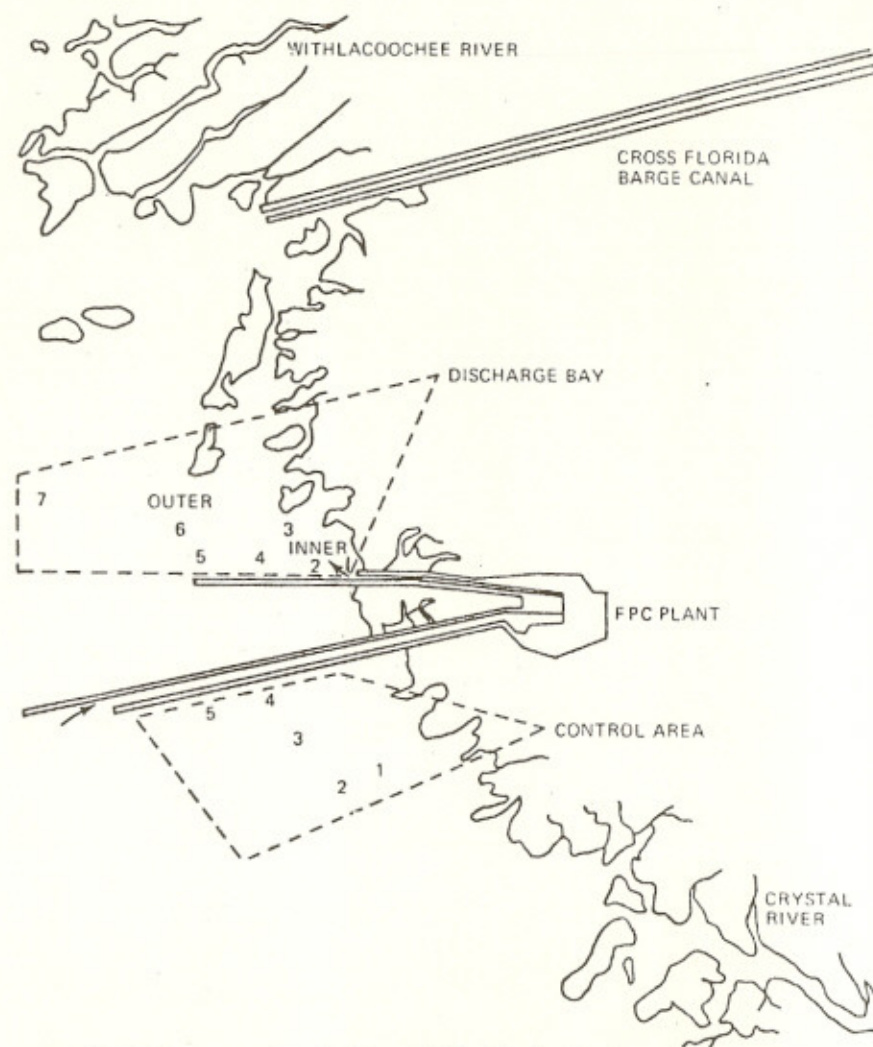 WITHLACOOCHEE RIVER
CROSS FLORIDA
BARGE CANAL
DISCHARGE BAY
7
OUTER
6
3
INNER
5
4
2
FPC PLANT
5
4
CONTROL AREA
3
1
2
CRYSTAL
RIVER